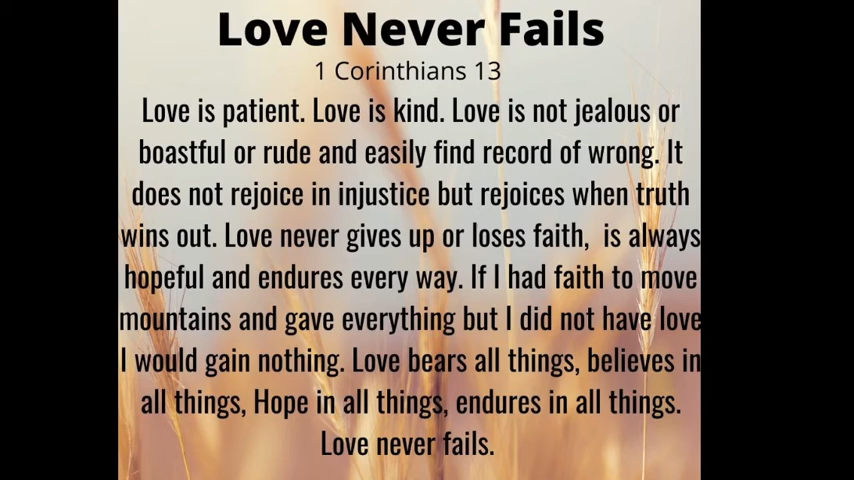 Love Never Fails
1 Corinthians 13
Love is patient. Love is kind. Love is not jealous or
boastful or rude and easily find record of wrong. It
does not rejoice in injustice but rejoices when truth
wins out. Love never gives up or loses faith,  is always
hopeful and endures every way. If I had faith to move
mountains and gave everything but I did not have love
I would gain nothing. Love bears all things, believes in
all things, Hope in all things, endures in all things.
Love never fails.